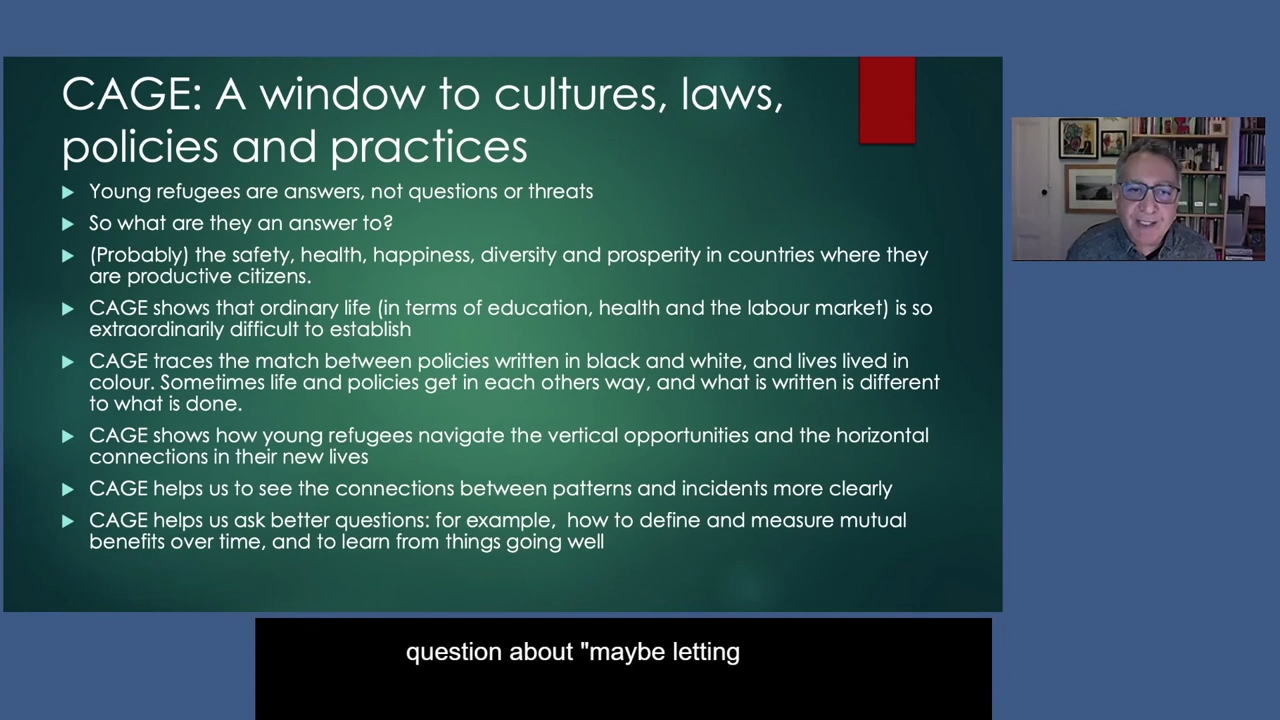 CAGE: A window to cultures, laws,
policies and practices
Young refugees are answers, not questions or threats
So what are they an answer to?
(Probably) the safety, health, happiness, diversity and prosperity in countries where they
are productive citizens.
CAGE shows that ordinary life (in terms of education, health and the labour market) is so
extraordinarily difficult to establish
CAGE traces the match between policies written in black and white, and lives lived in
colour. Sometimes life and policies get in each others way, and what is written is different
to what is done.
CAGE shows how young refugees navigate the vertical opportunities and the horizontal
connections in their new lives
CAGE helps us to see the connections between patterns and incidents more clearly
CAGE helps us ask better questions: for example,  how to define and measure mutual
benefits over time, and to learn from things going well
question about "maybe letting